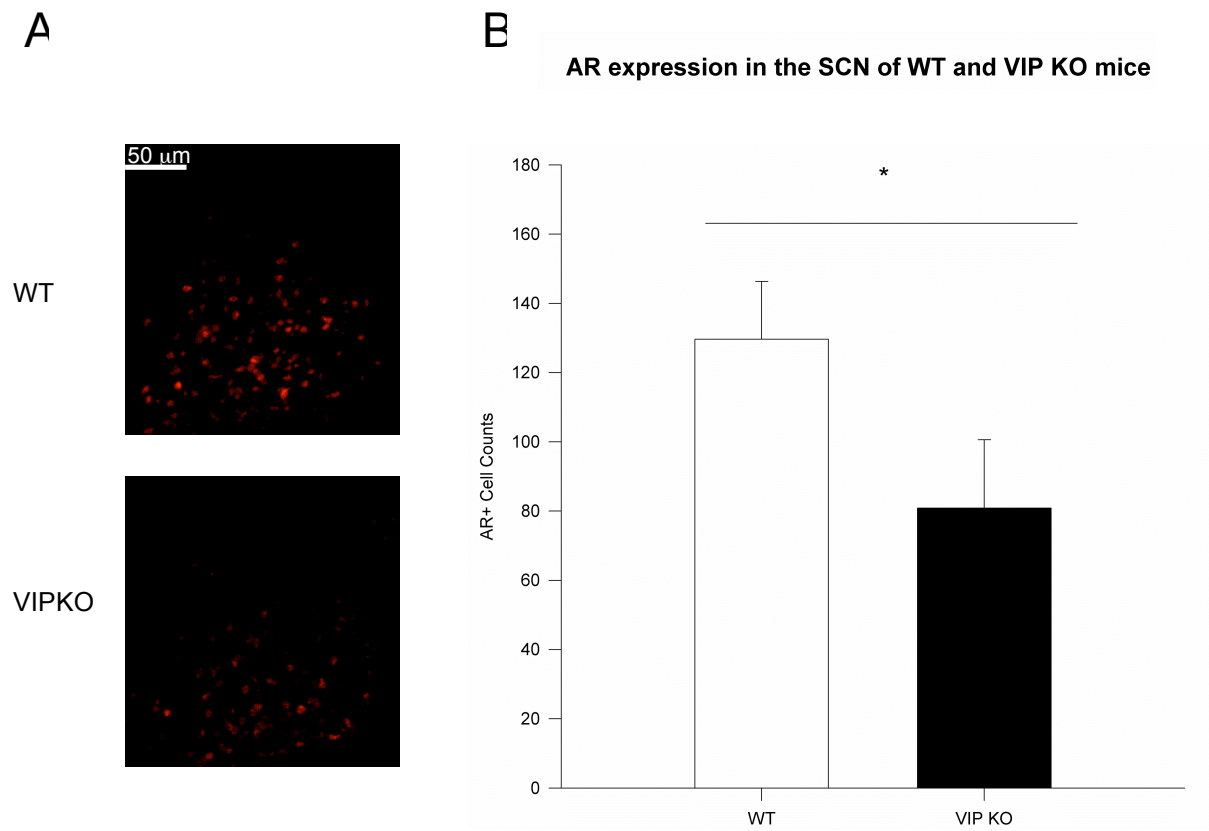 A
B
AR expression in the SCN of WT and VIP KO mice
50 μm
WT
VIPKO
*
180
160
140
120
100
80
60
40
20
0
AR+ Cell Counts
WT
VIP KO